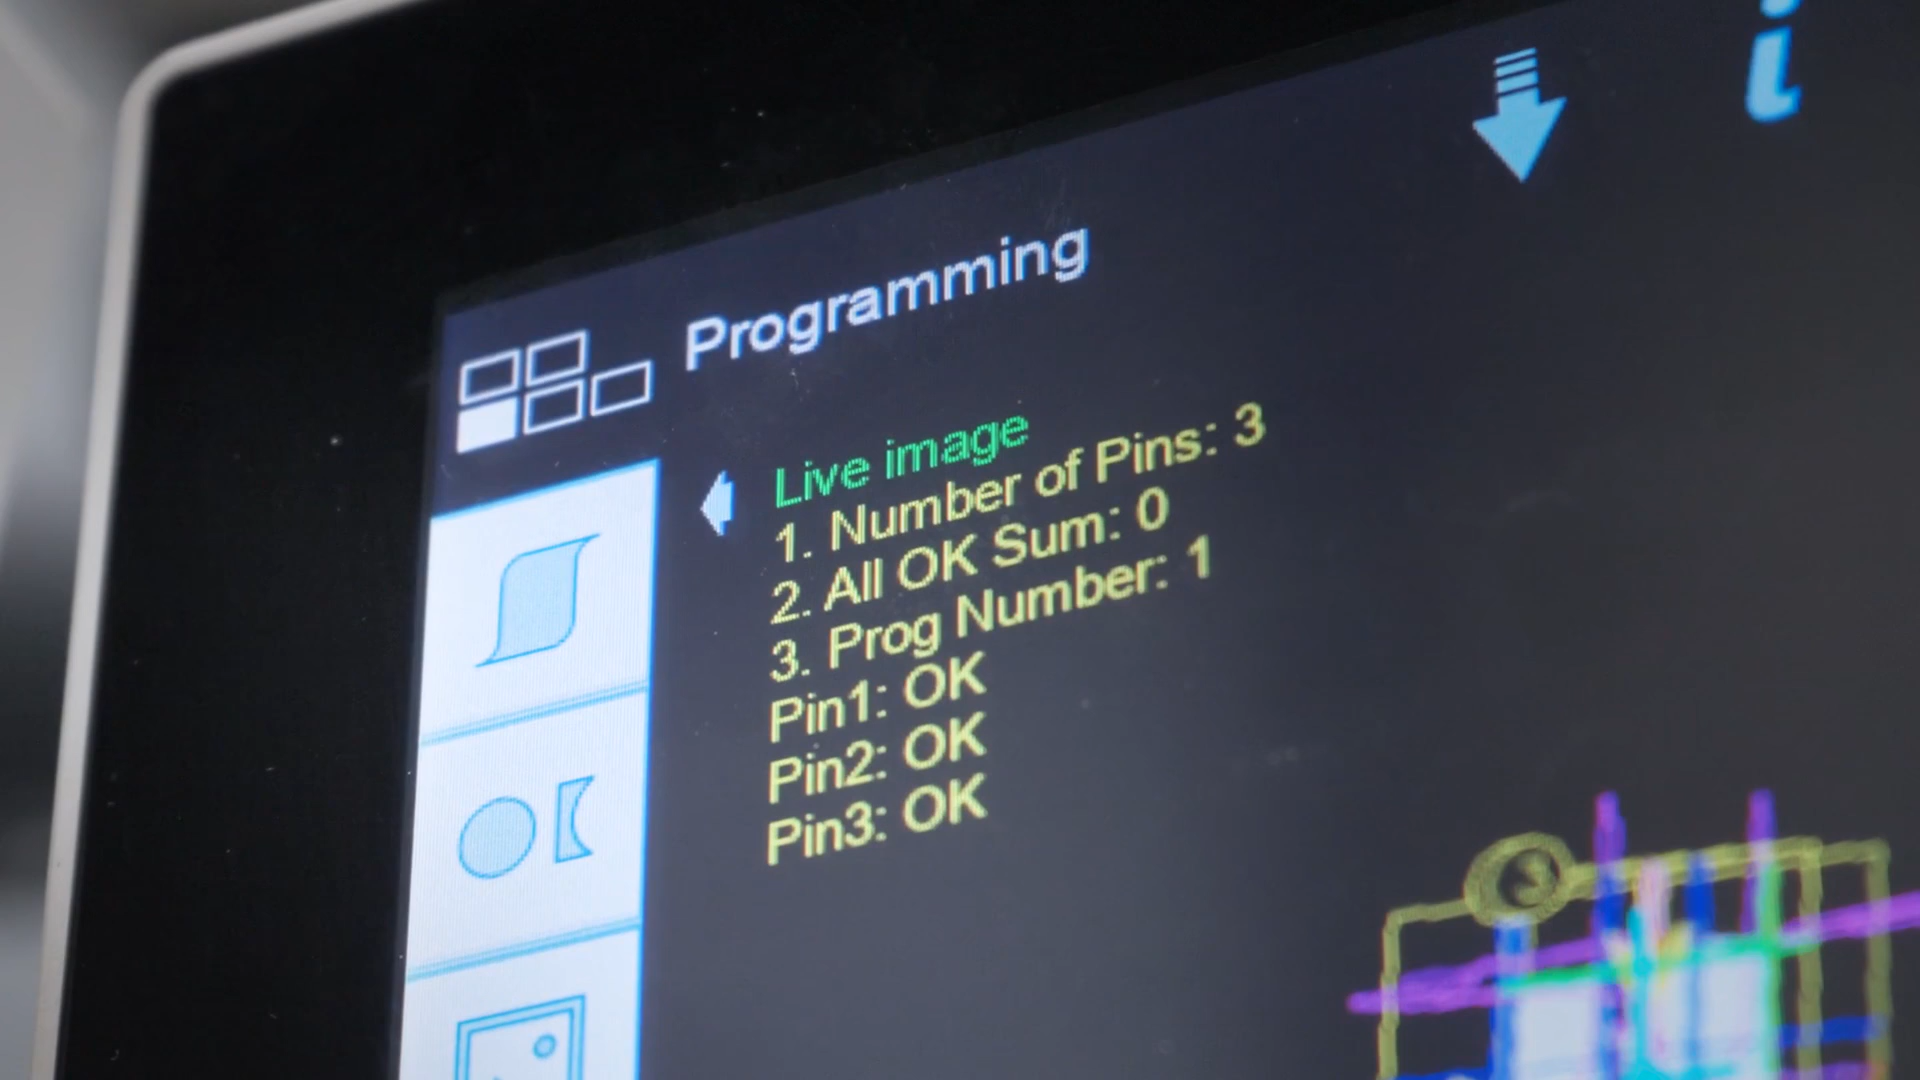 i
Programming
Live image
1. Number of Pins: 3
2. All OK Sum: 0
3. Prog Number: 1
Pin1: OK
Pin2: OK
Pin3: OK